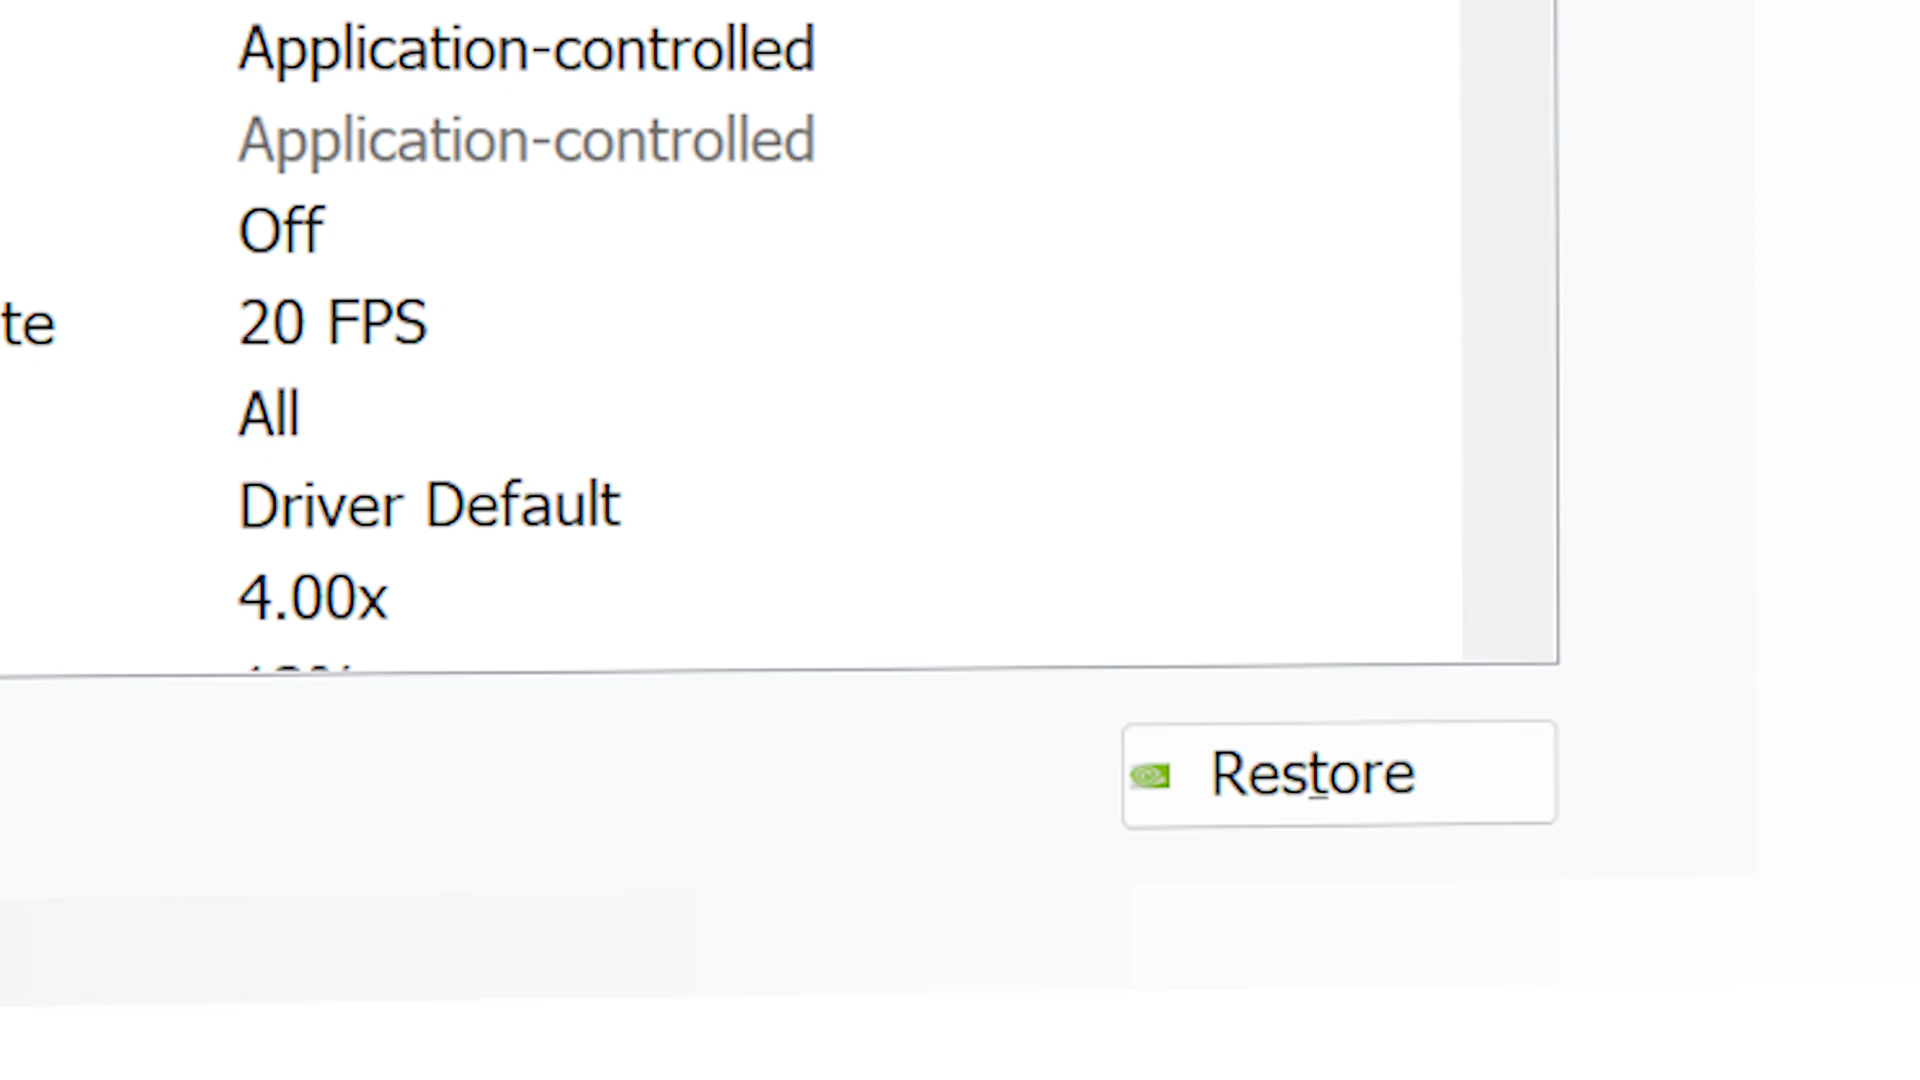 Application-controlled
Application-controlled
Off
te 20 FPS
All
Driver Default
4.00x
Restore